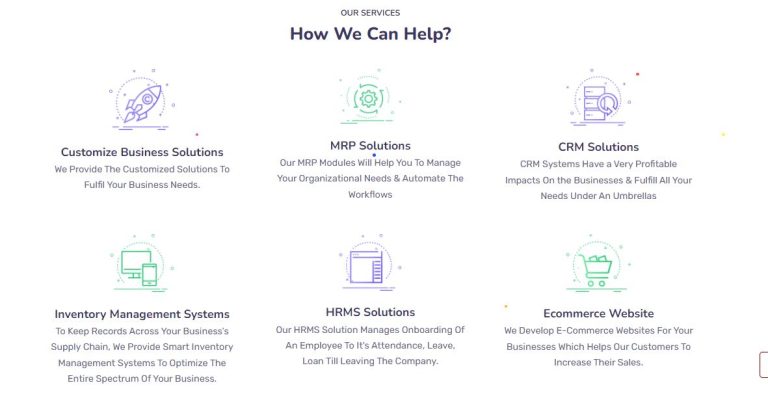 OUR SERVICES
How We Can Help?
Customize Business Solutions
We Provide The Customized Solutions To
Fulfil Your Business Needs.
MRP Solutions
Our MRP Modules Will Help You To Manage
Your Organizational Needs & Automate The
Workflows
CRM Solutions
CRM Systems Have a Very Profitable
Impacts On the Businesses & Fulfill All Your
Needs Under An Umbrellas
Inventory Management Systems
To Keep Records Across Your Business's
Supply Chain, We Provide Smart Inventory
Management Systems To Optimize The
Entire Spectrum Of Your Business.
HRMS Solutions
Our HRMS Solution Manages Onboarding Of
An Employee To It's Attendance, Leave,
Loan Till Leaving The Company.
Ecommerce Website
We Develop E-Commerce Websites For Your
Businesses Which Helps Our Customers To
Increase Their Sales.